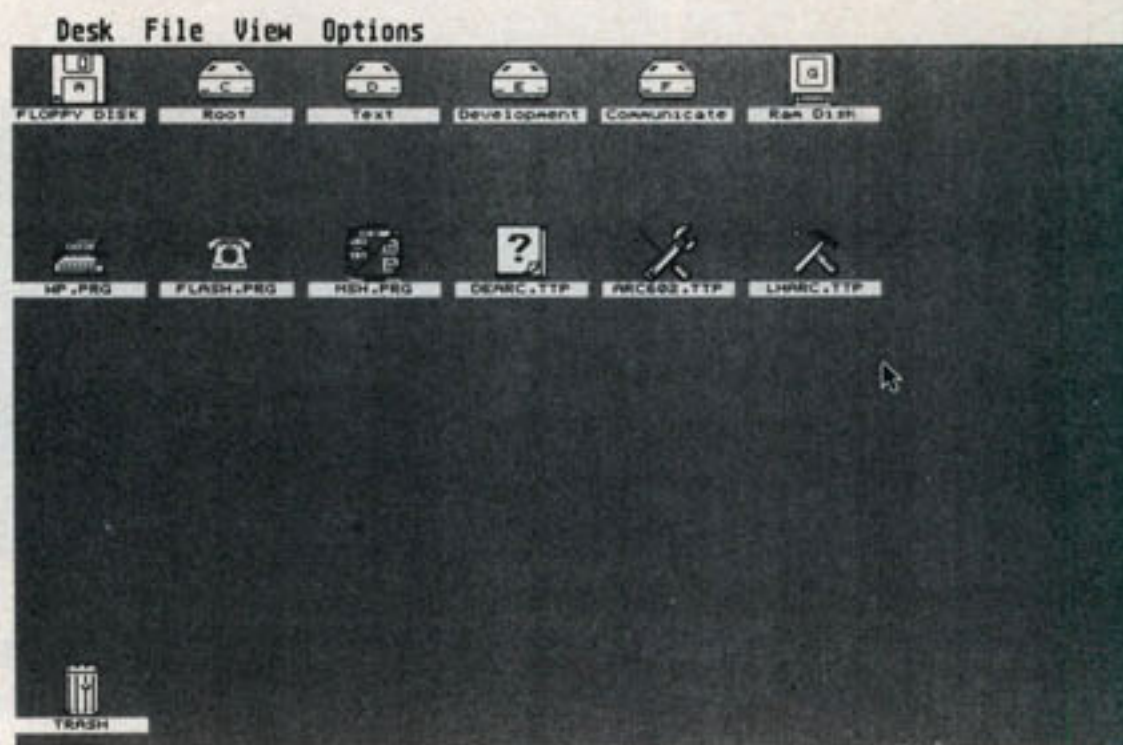 Desk File View Options
A C D E F G
FLOPPY DISK Root Text Development Communicate Ram Disk
?
WP.PRG FLASH.PRG MSH.PRG DEARC.TTP ARC602.TTP LHARC.TTP
TRASH